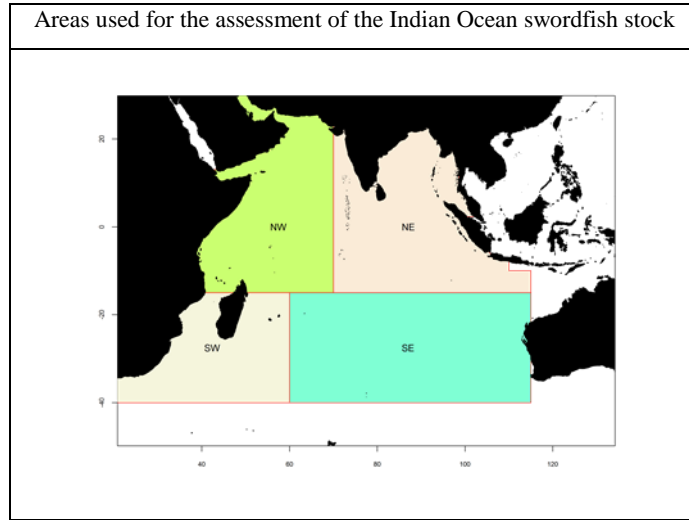 Areas used for the assessment of the Indian Ocean swordfish stock
20
NW
NE
0
-20
SW
SE
-40
40
60
80
100
120